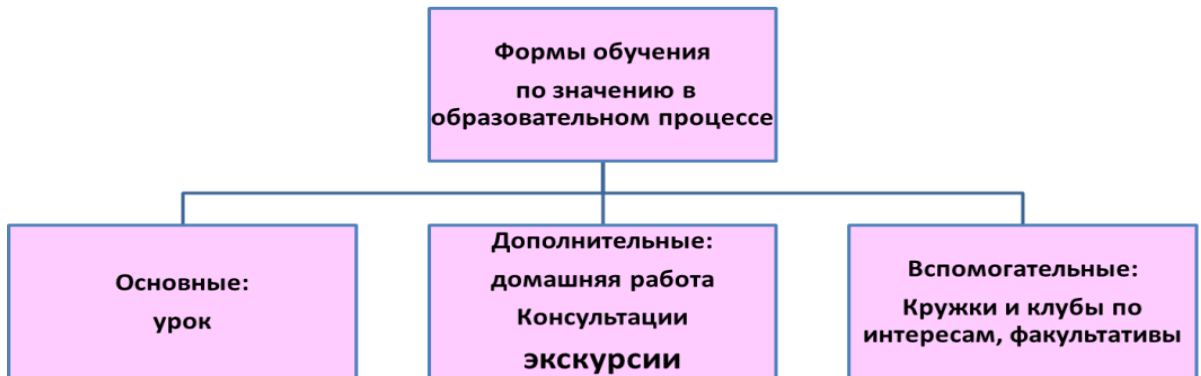 Формы обучения
по значению в
образовательном процессе
Основные:
урок
Дополнительные:
домашняя работа
Консультации
экскурсии
Вспомогательные:
Кружки и клубы по
интересам, факультативы